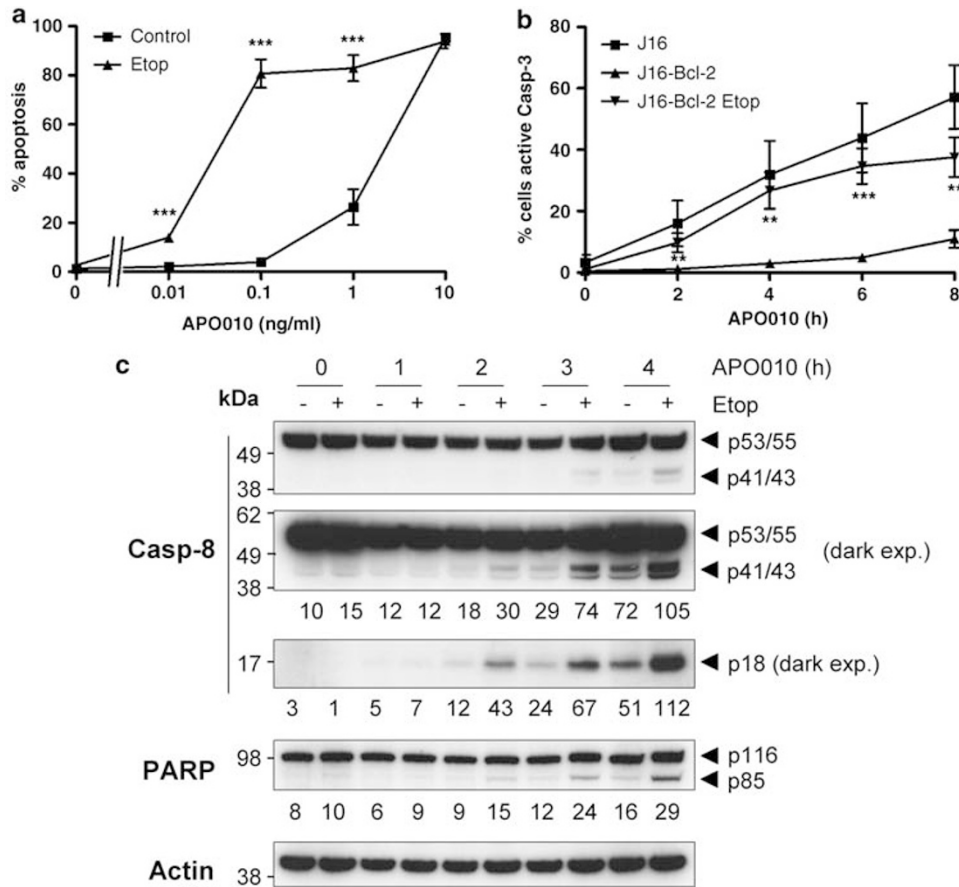 a
100
80
60
40
20
0
% apoptosis
Control
Etop
*** *** ***
0 0.01 0.1 1 10
APO010 (ng/ml)
b
80
60
40
20
0
% cells active Casp-3
J16
J16-Bcl-2
J16-Bcl-2 Etop
** ** *** **
0 2 4 6 8
APO010 (h)
c
0 1 2 3 4 APO010 (h)
kDa - + - + - + - + - + Etop
Casp-8
49
38
p53/55
p41/43
62
49
38
p53/55
p41/43
(dark exp.)
10 15 12 12 18 30 29 74 72 105
17 p18 (dark exp.)
3 1 5 7 12 43 24 67 51 112
PARP 98 p116
p85
8 10 6 9 9 15 12 24 16 29
Actin 38